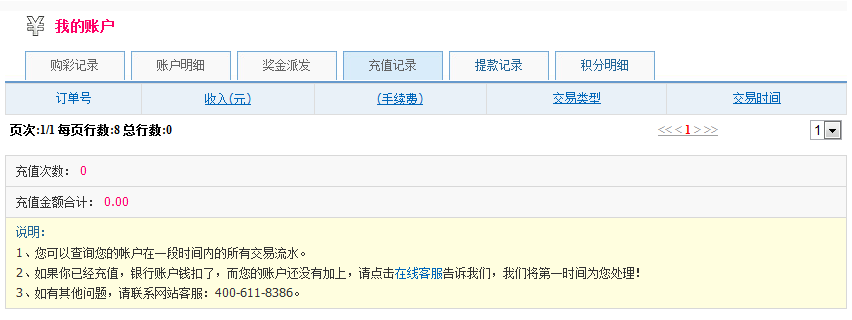 我的账户
购彩记录 账户明细 奖金派发 充值记录 提款记录 积分明细
订单号 收入(元) (手续费) 交易类型 交易时间
页次:1/1 每页行数:8 总行数:0 << < 1 > >> 1
充值次数： 0
充值金额合计： 0.00
说明:
1、您可以查询您的帐户在一段时间内的所有交易流水。
2、如果你已经充值，银行账户钱扣了，而您的账户还没有加上，请点击在线客服告诉我们，我们将第一时间为您处理！
3、如有其他问题，请联系网站客服：400-611-8386。